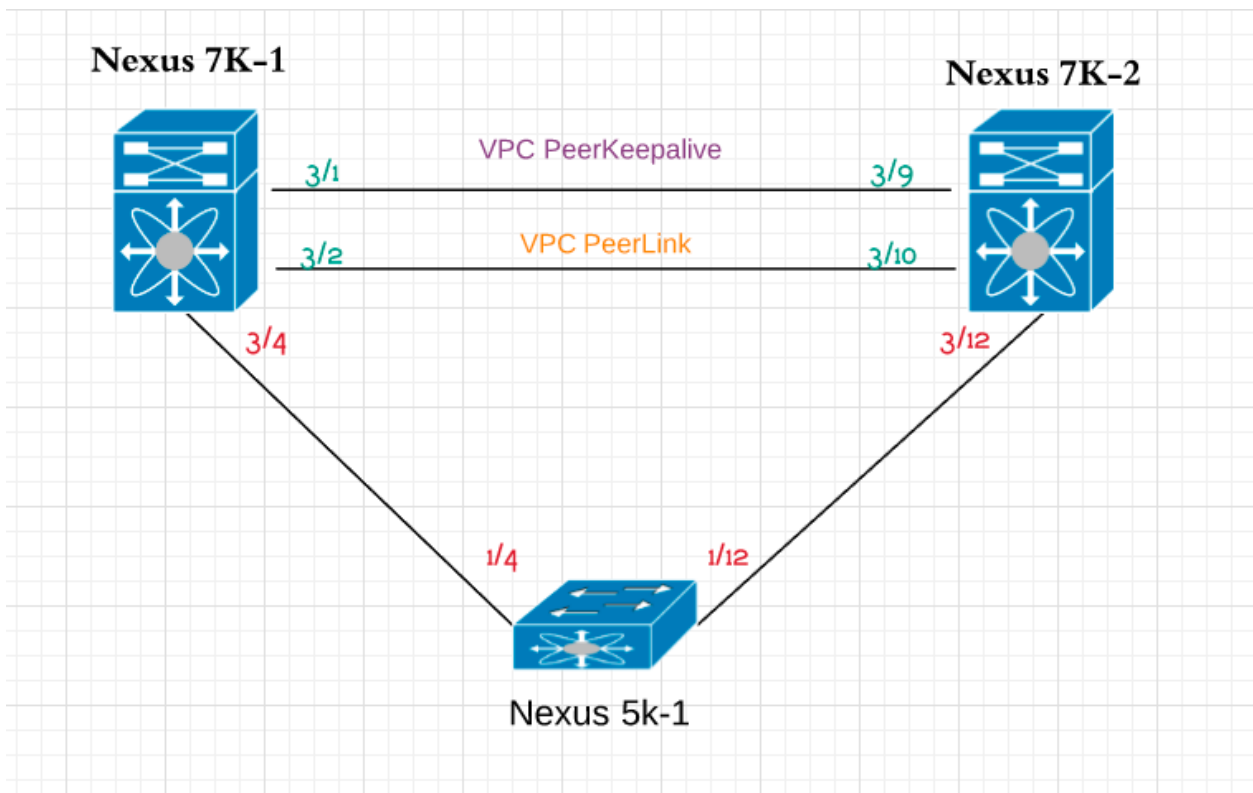 Nexus 7K-1
Nexus 7K-2
VPC PeerKeepalive
3/1
3/9
VPC PeerLink
3/2
3/10
3/4
3/12
1/4
1/12
Nexus 5k-1